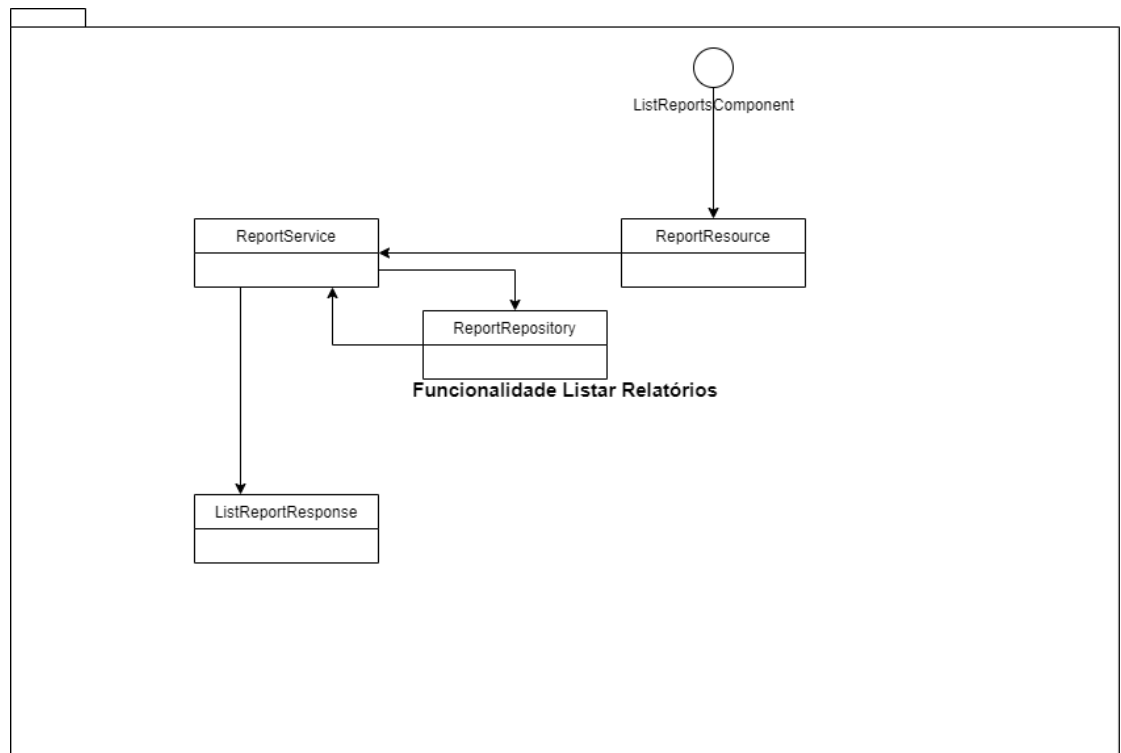 ListReportsComponent
ReportService
ReportResource
ReportRepository
Funcionalidade Listar Relatórios
ListReportResponse